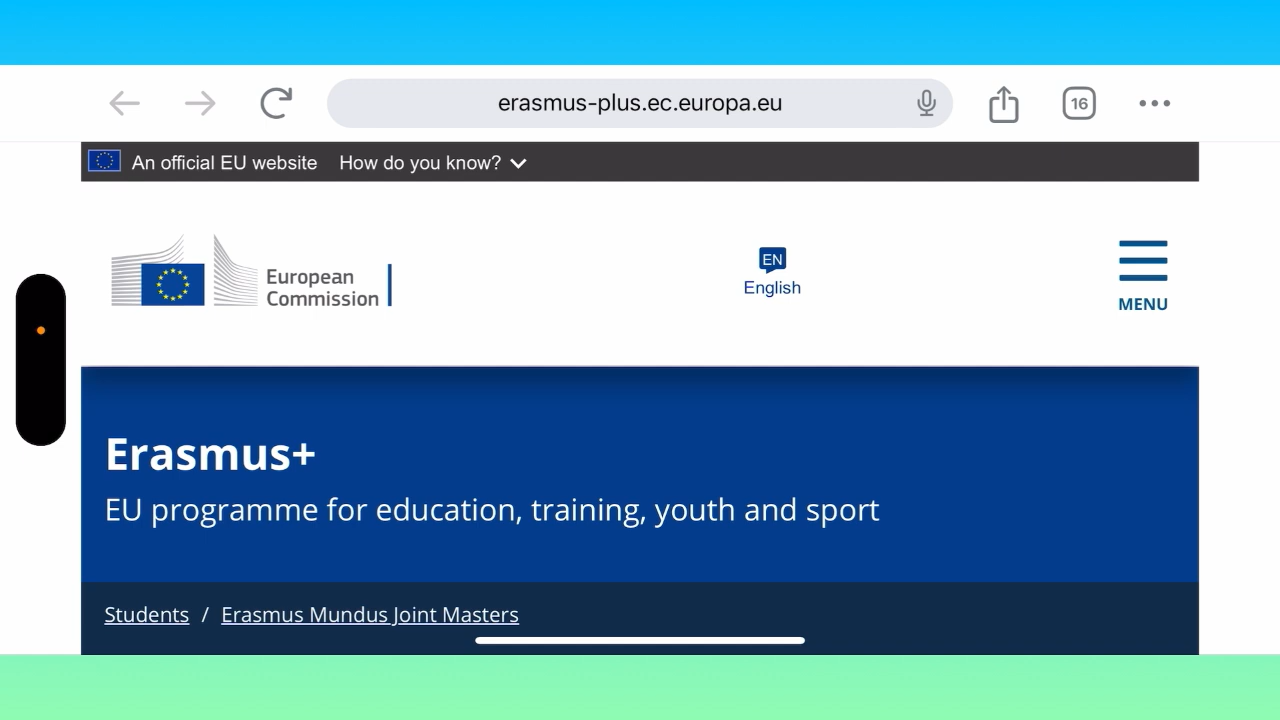 erasmus-plus.ec.europa.eu
16
An official EU website How do you know?
European
Commission
EN
English
MENU
Erasmus+
EU programme for education, training, youth and sport
Students / Erasmus Mundus Joint Masters